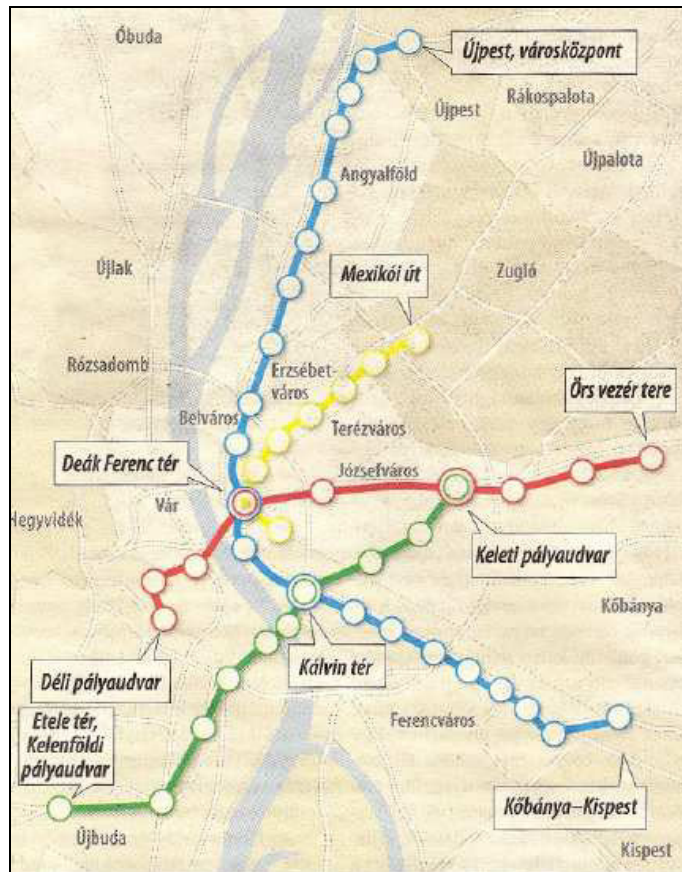 Óbuda
Újpest, városközpont
Rákospalota
Újpest
Újpalota
Angyalföld
Újlak
Mexikói út
Zugló
Rózsadomb
Erzsébet-
város
Belváros
Őrs vezér tere
Terézváros
Deák Ferenc tér
Józsefváros
Vár
Hegyvidék
Keleti pályaudvar
Kőbánya
Déli pályaudvar
Kálvin tér
Etele tér,
Kelenföldi
pályaudvar
Ferencváros
Kőbánya–Kispest
Újbuda
Kispest